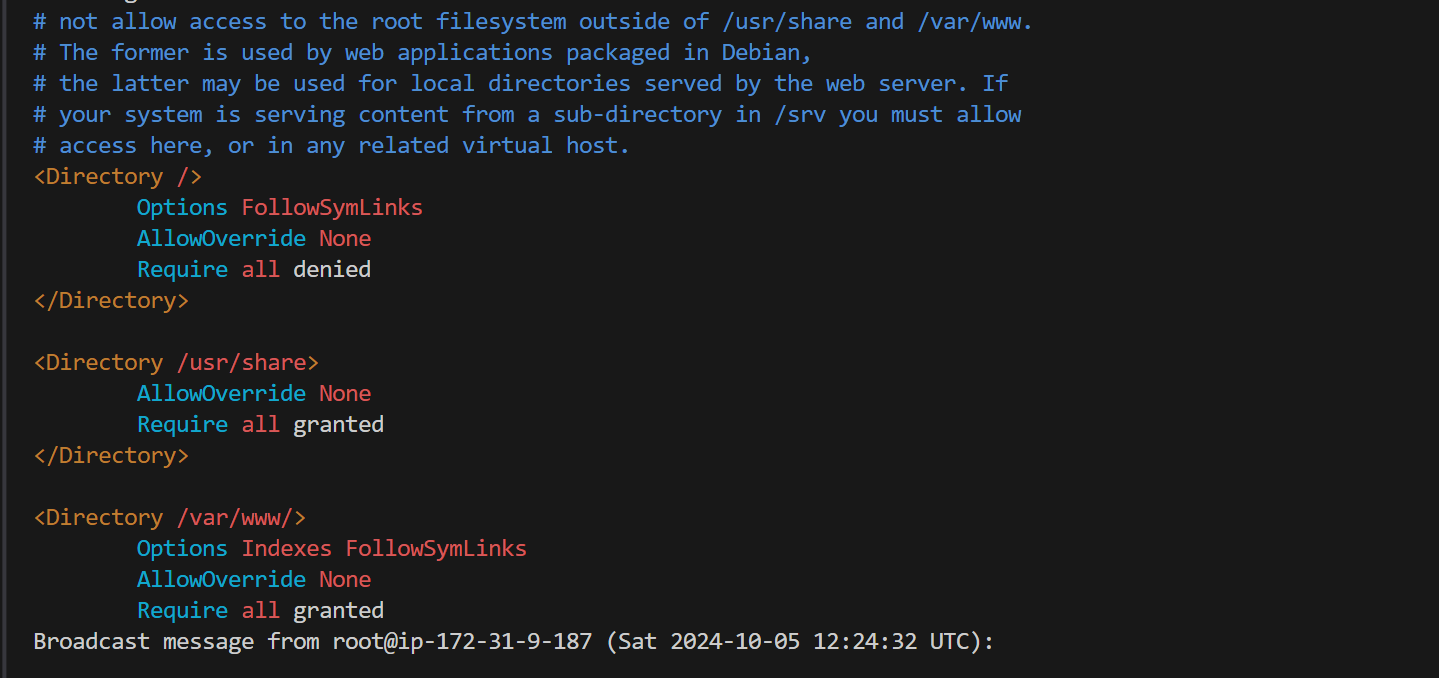 # not allow access to the root filesystem outside of /usr/share and /var/www.
# The former is used by web applications packaged in Debian,
# the latter may be used for local directories served by the web server. If
# your system is serving content from a sub-directory in /srv you must allow
# access here, or in any related virtual host.
<Directory />
        Options FollowSymLinks
        AllowOverride None
        Require all denied
</Directory>

<Directory /usr/share>
        AllowOverride None
        Require all granted
</Directory>

<Directory /var/www/>
        Options Indexes FollowSymLinks
        AllowOverride None
        Require all granted
Broadcast message from root@ip-172-31-9-187 (Sat 2024-10-05 12:24:32 UTC):